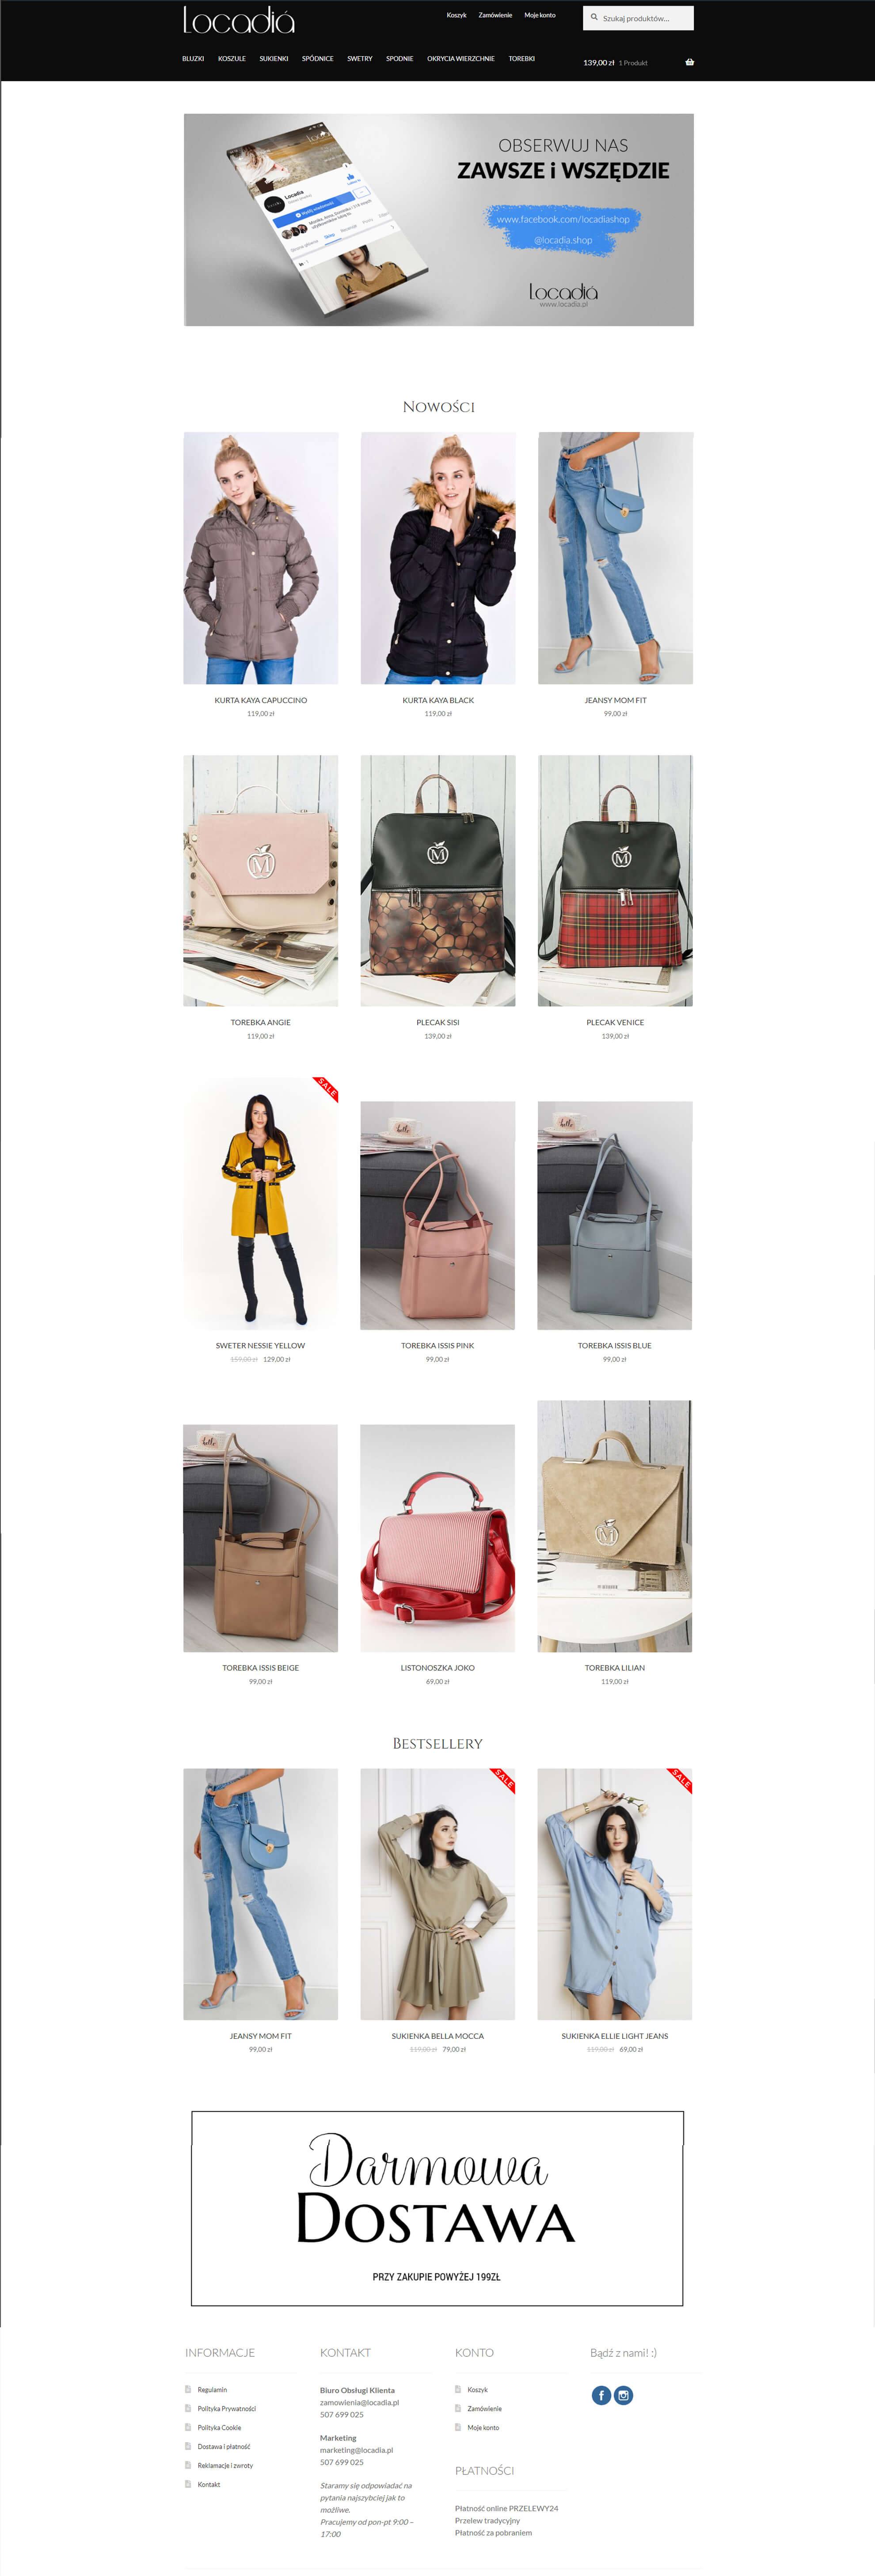 Locadiá
Koszyk Zamówienie Moje konto
Szukaj produktów...
BLUZKI KOSZULE SUKIENKI SPÓDNICE SWETRY SPODNIE OKRYCIA WIERZCHNIE TOREBKI
139,00 zł 1 Produkt
Locadia
OBSERWUJ NAS
ZAWSZE i WSZĘDZIE
www.facebook.com/locadiashop
@locadia.shop
Locadiá
www.locadia.pl
Nowości
KURTA KAYA CAPUCCINO
119,00 zł
KURTA KAYA BLACK
119,00 zł
JEANSY MOM FIT
99,00 zł
M
M
M
TOREBKA ANGIE
119,00 zł
PLECAK SISI
139,00 zł
PLECAK VENICE
139,00 zł
SALE
hello
hello
SWETER NESSIE YELLOW
159,00 zł 129,00 zł
TOREBKA ISSIS PINK
99,00 zł
TOREBKA ISSIS BLUE
99,00 zł
hello
M
TOREBKA ISSIS BEIGE
99,00 zł
LISTONOSZKA JOKO
69,00 zł
TOREBKA LILIAN
119,00 zł
Bestsellery
SALE
SALE
JEANSY MOM FIT
99,00 zł
SUKIENKA BELLA MOCCA
119,00 zł 79,00 zł
SUKIENKA ELLIE LIGHT JEANS
119,00 zł 69,00 zł
Darmowa
DOSTAWA
PRZY ZAKUPIE POWYŻEJ 199ZŁ
INFORMACJE
Regulamin
Polityka Prywatności
Polityka Cookie
Dostawa i płatność
Reklamacje i zwroty
Kontakt
KONTAKT
Biuro Obsługi Klienta
zamowienia@locadia.pl
507 699 025
Marketing
marketing@locadia.pl
507 699 025
Staramy się odpowiadać na
pytania najszybciej jak to
możliwe.
Pracujemy od pon-pt 9:00 –
17:00
KONTO
Koszyk
Zamówienie
Moje konto
PŁATNOŚCI
Płatność online PRZELEWY24
Przelew tradycyjny
Płatność za pobraniem
Bądź z nami! :)